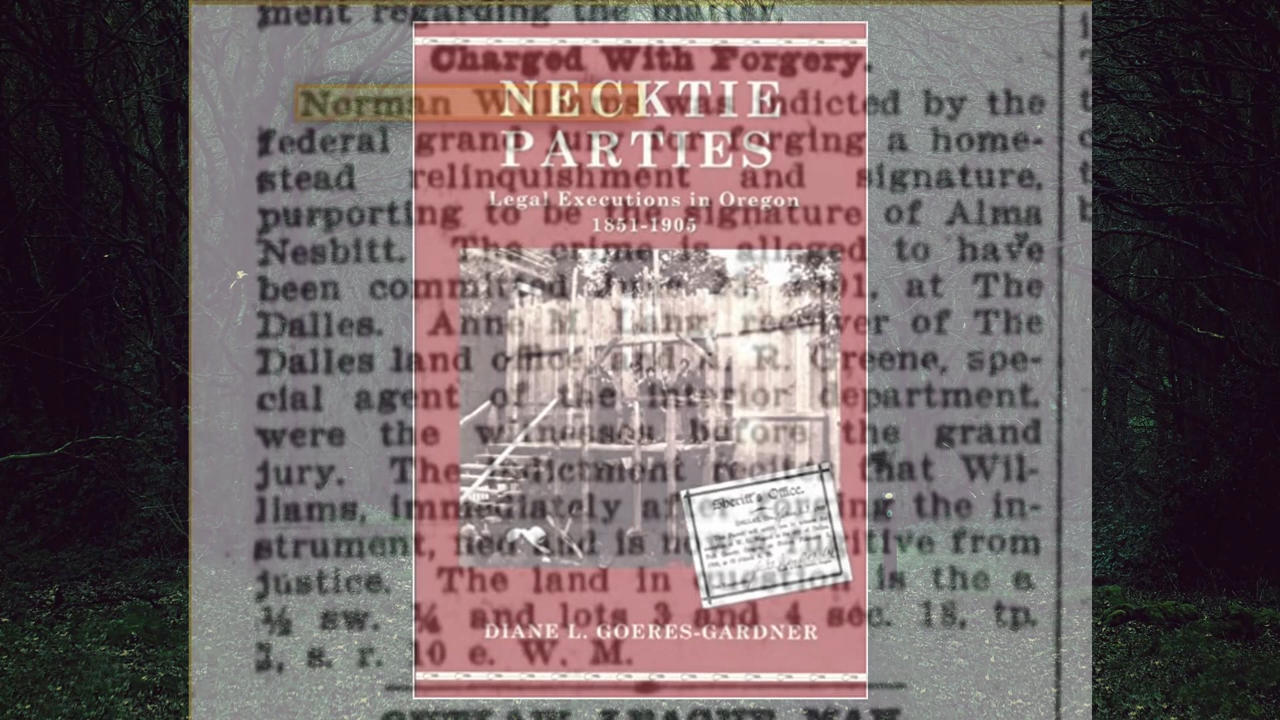 ment regarding the matter.
Charged With Forgery.
Norman Williams was indicted by the
federal grand jury for forging a home-
stead relinquishment and signature,
purporting to be the signature of Alma
Nesbitt. The crime is alleged to have
been committed at The
Dalles. Anne M. Lang, receiver of The
Dalles land office, and R. Greene, spe-
cial agent of the interior department,
were the witnesses before the grand
jury. The indictment recites that Wil-
liams, immediately after the in-
strument, fled and is fugitive from
justice. The land in question is the e
½ sw. ¼ and lots 3 and 4 sec. 18, tp.
s. r. 10 e. W. M.
NECKTIE
PARTIES
Legal Executions in Oregon
1851-1905
Sheriff's Office.
DIANE L. GOERES-GARDNER